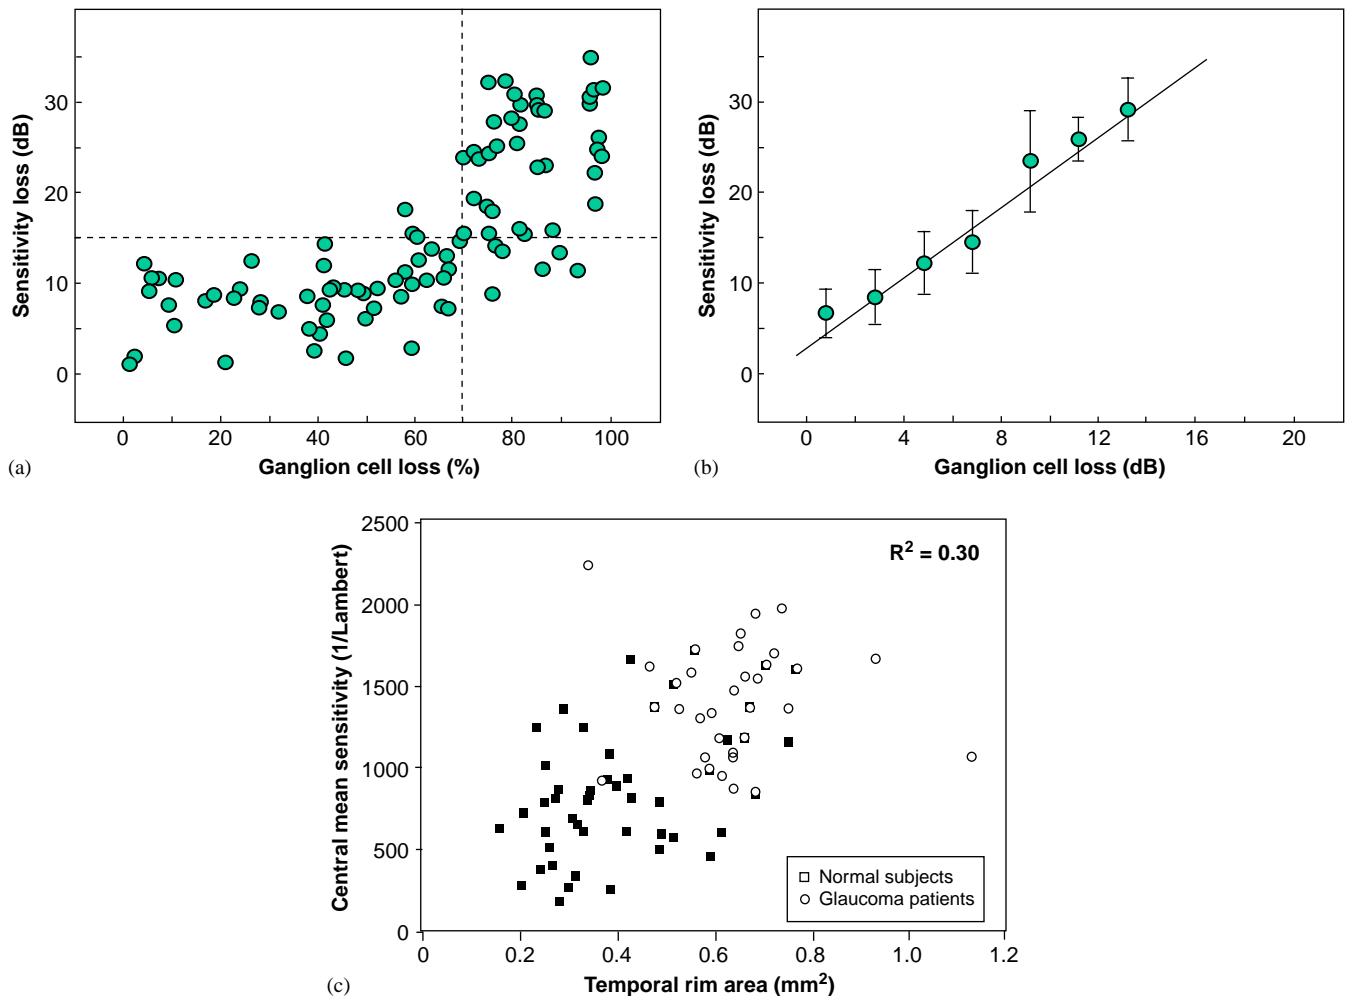 30
20
10
0
Sensitivity loss (dB)
0 20 40 60 80 100
Ganglion cell loss (%)
(a)
30
20
10
0
Sensitivity loss (dB)
0 4 8 12 16 20
Ganglion cell loss (dB)
(b)
2500
2000
1500
1000
500
0
Central mean sensitivity (1/Lambert)
R² = 0.30
Normal subjects
Glaucoma patients
0 0.2 0.4 0.6 0.8 1.0 1.2
Temporal rim area (mm²)
(c)